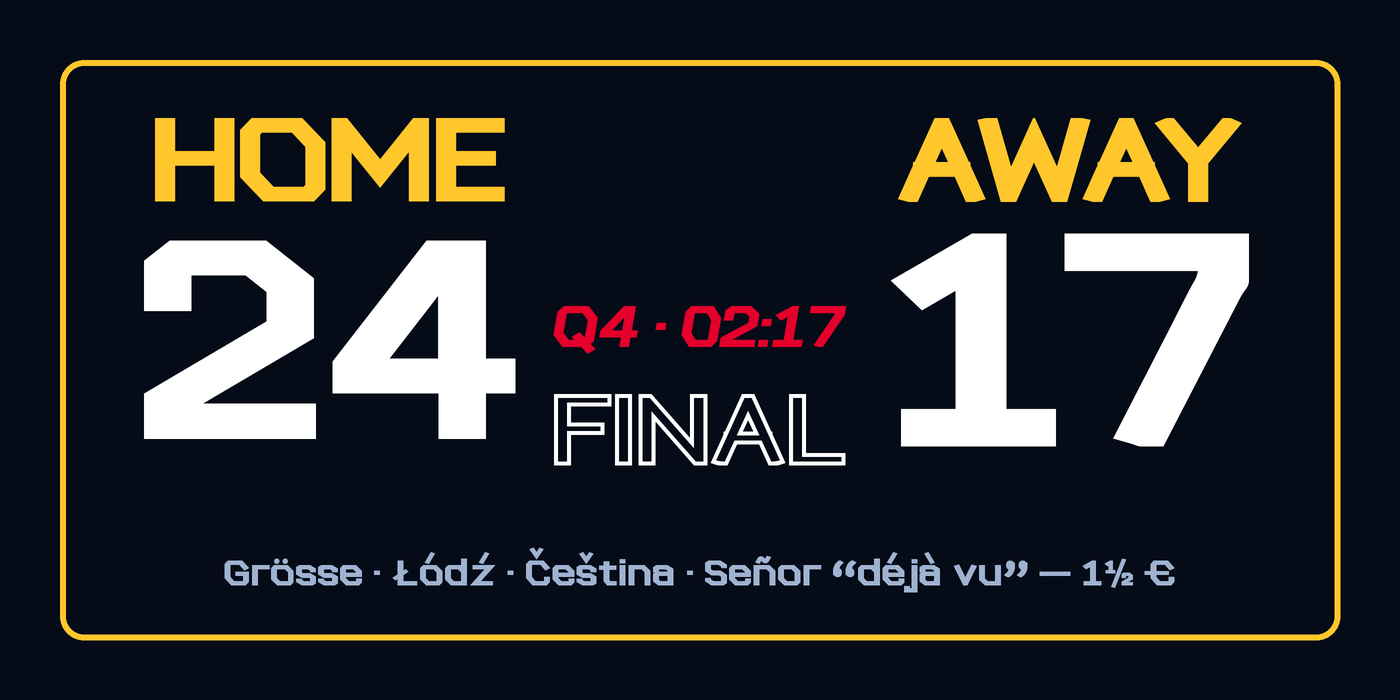 HOME
24
Q4 · 02:17
FINAL
AWAY
17
Grösse · Łódź · Čeština · Señor “déjà vu” — 1½ €